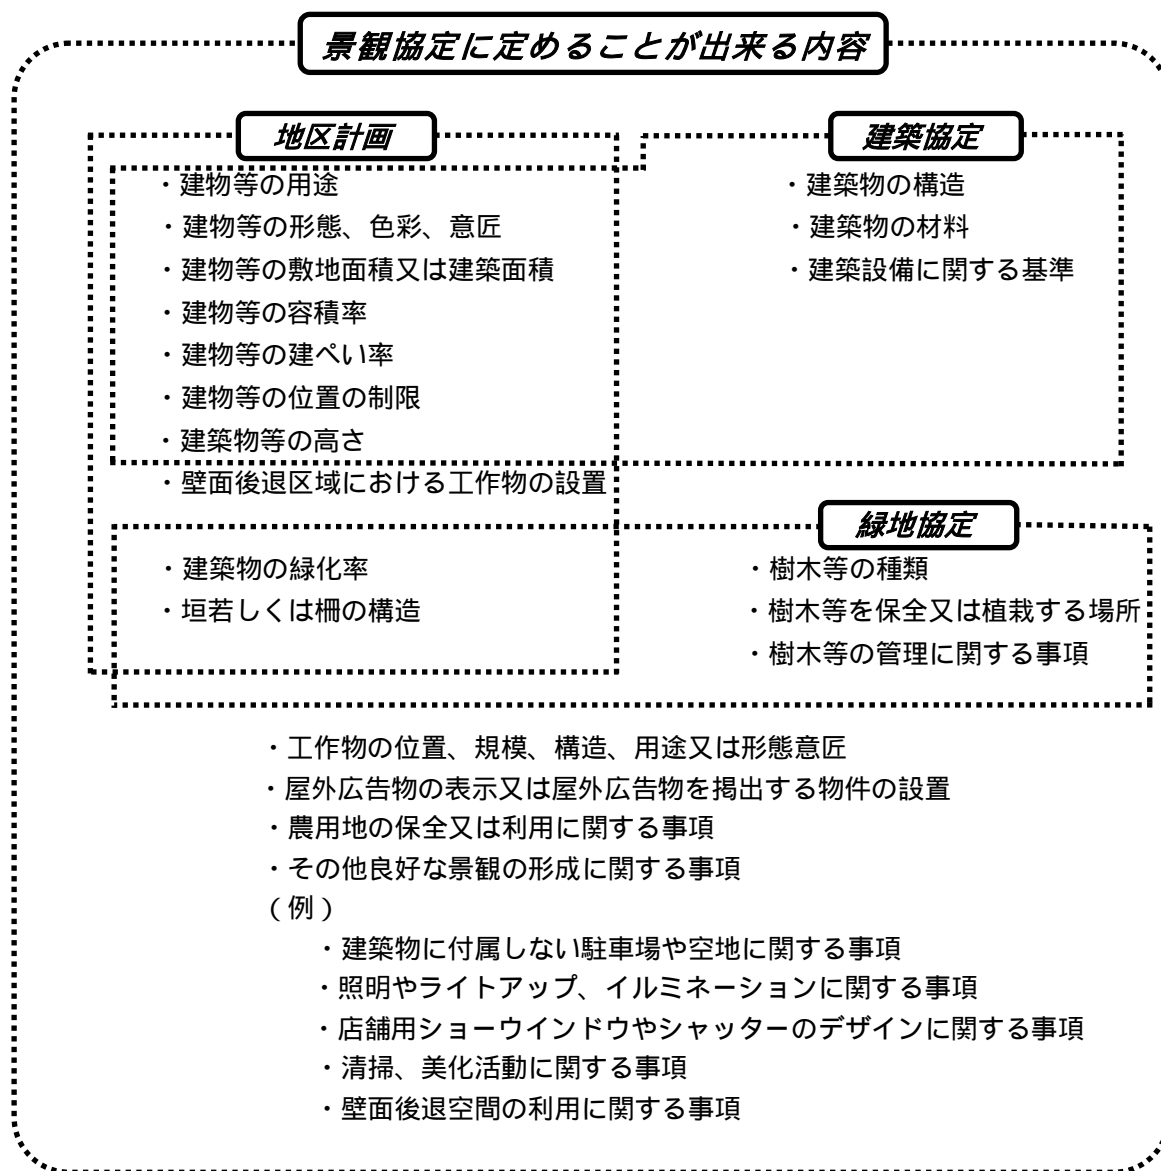 景観協定に定めることが出来る内容
地区計画
・建物等の用途
・建物等の形態、色彩、意匠
・建物等の敷地面積又は建築面積
・建物等の容積率
・建物等の建ぺい率
・建物等の位置の制限
・建築物等の高さ
・壁面後退区域における工作物の設置
建築協定
・建築物の構造
・建築物の材料
・建築設備に関する基準
・建築物の緑化率
・垣若しくは柵の構造
緑地協定
・樹木等の種類
・樹木等を保全又は植栽する場所
・樹木等の管理に関する事項
・工作物の位置、規模、構造、用途又は形態意匠
・屋外広告物の表示又は屋外広告物を掲出する物件の設置
・農用地の保全又は利用に関する事項
・その他良好な景観の形成に関する事項
（例）
・建築物に付属しない駐車場や空地に関する事項
・照明やライトアップ、イルミネーションに関する事項
・店舗用ショーウインドウやシャッターのデザインに関する事項
・清掃、美化活動に関する事項
・壁面後退空間の利用に関する事項